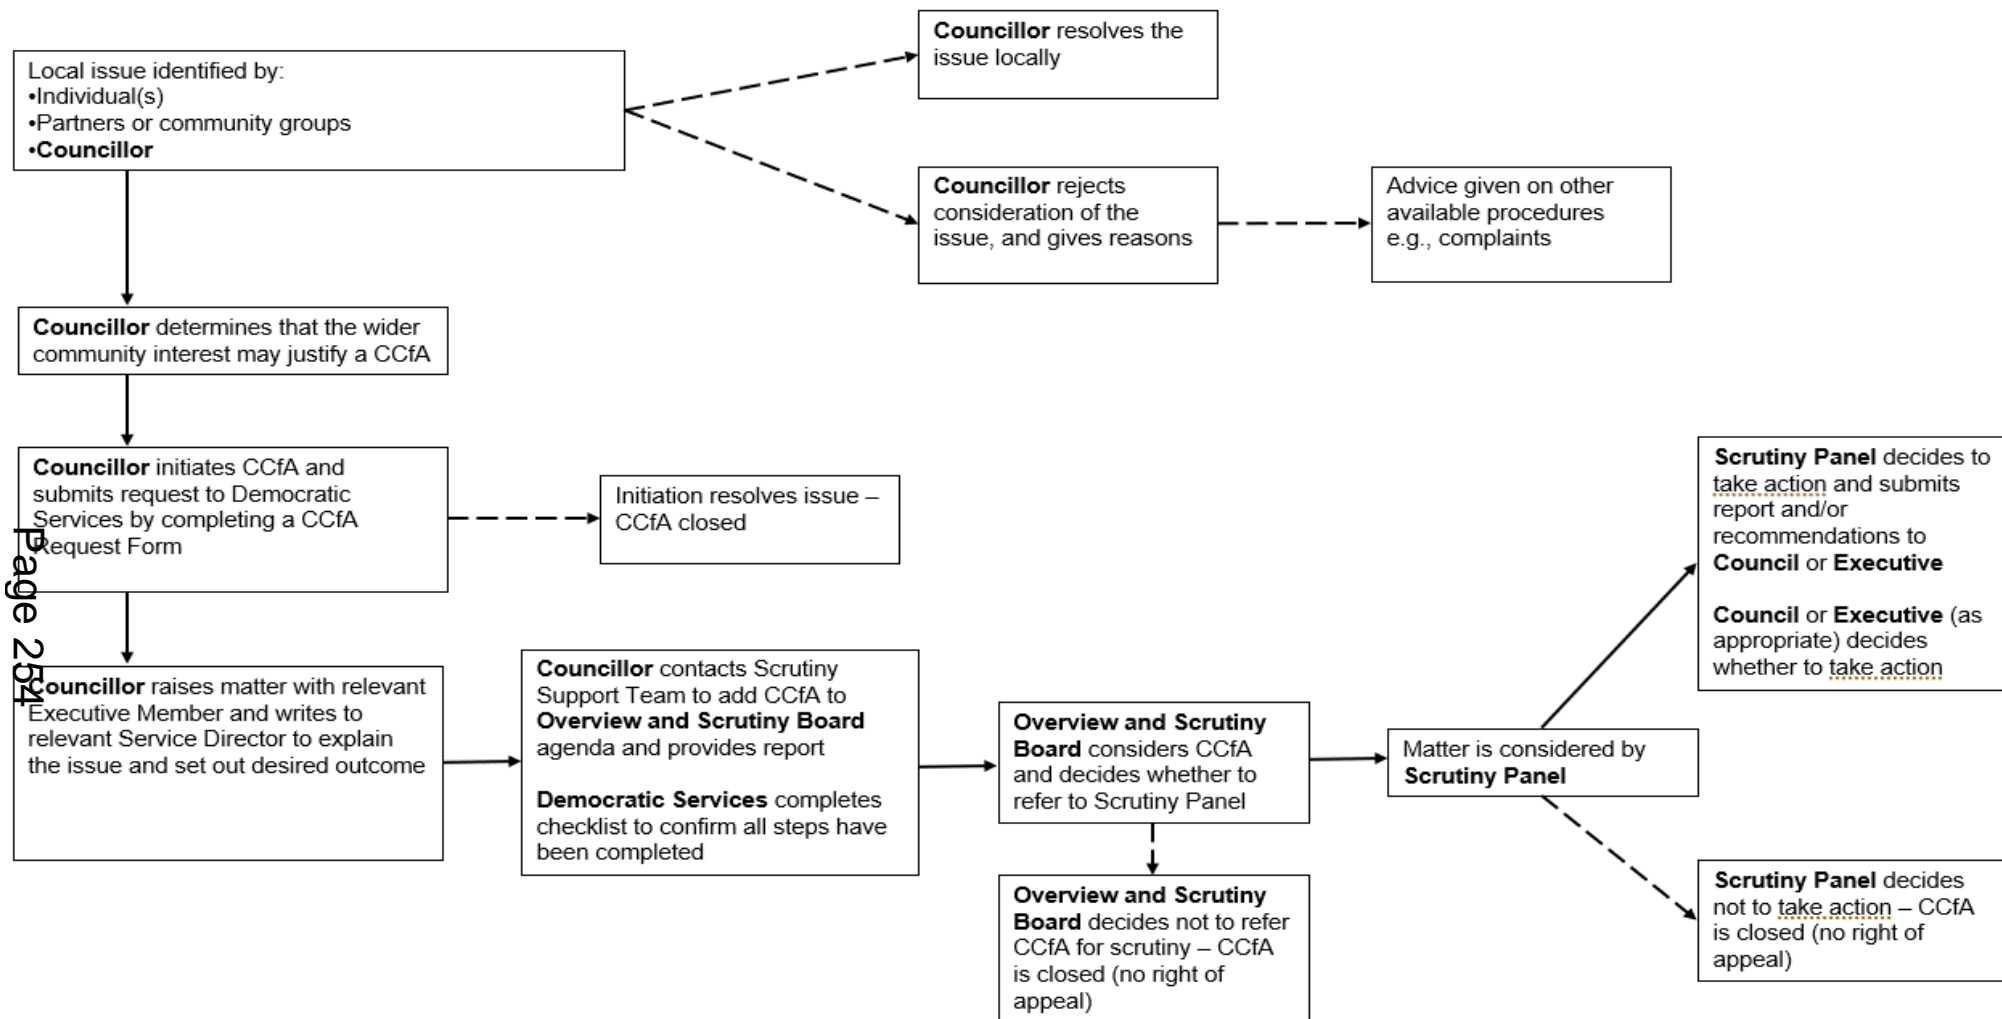 Local issue identified by:
•Individual(s)
•Partners or community groups
•Councillor
Councillor resolves the
issue locally
Councillor rejects
consideration of the
issue, and gives reasons
Advice given on other
available procedures
e.g., complaints
Councillor determines that the wider
community interest may justify a CCfA
Councillor initiates CCfA and
submits request to Democratic
Services by completing a CCfA
Request Form
Initiation resolves issue –
CCfA closed
Page 254
Councillor raises matter with relevant
Executive Member and writes to
relevant Service Director to explain
the issue and set out desired outcome
Councillor contacts Scrutiny
Support Team to add CCfA to
Overview and Scrutiny Board
agenda and provides report
Democratic Services completes
checklist to confirm all steps have
been completed
Overview and Scrutiny
Board considers CCfA
and decides whether to
refer to Scrutiny Panel
Overview and Scrutiny
Board decides not to refer
CCfA for scrutiny – CCfA
is closed (no right of
appeal)
Matter is considered by
Scrutiny Panel
Scrutiny Panel decides to
take action and submits
report and/or
recommendations to
Council or Executive
Council or Executive (as
appropriate) decides
whether to take action
Scrutiny Panel decides
not to take action – CCfA
is closed (no right of
appeal)